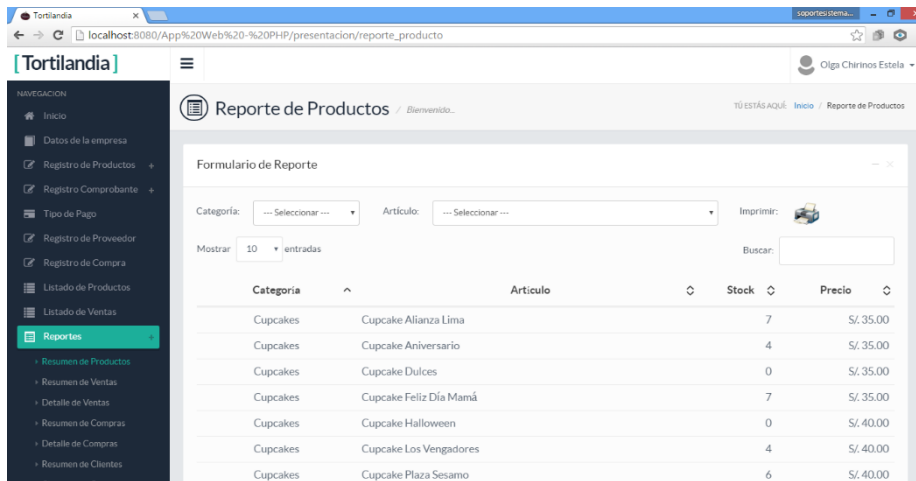 Tortilandia
soportesistema...
localhost:8080/App%20Web%20-%20PHP/presentacion/reporte_producto
[Tortilandia]
Olga Chirinos Estela
NAVEGACION
Inicio
Datos de la empresa
Registro de Productos +
Registro Comprobante +
Tipo de Pago
Registro de Proveedor
Registro de Compra
Listado de Productos
Listado de Ventas
Reportes +
Resumen de Productos
Resumen de Ventas
Detalle de Ventas
Resumen de Compras
Detalle de Compras
Resumen de Clientes
Reporte de Productos / Bienvenido...
TÚ ESTÁS AQUÍ: Inicio / Reporte de Productos
Formulario de Reporte
Categoría: --- Seleccionar --- Artículo: --- Seleccionar --- Imprimir:
Mostrar 10 entradas Buscar:
Categoria Articulo Stock Precio
Cupcakes Cupcake Alianza Lima 7 S/. 35.00
Cupcakes Cupcake Aniversario 4 S/. 35.00
Cupcakes Cupcake Dulces 0 S/. 35.00
Cupcakes Cupcake Feliz Día Mamá 7 S/. 35.00
Cupcakes Cupcake Halloween 0 S/. 40.00
Cupcakes Cupcake Los Vengadores 4 S/. 40.00
Cupcakes Cupcake Plaza Sesamo 6 S/. 40.00